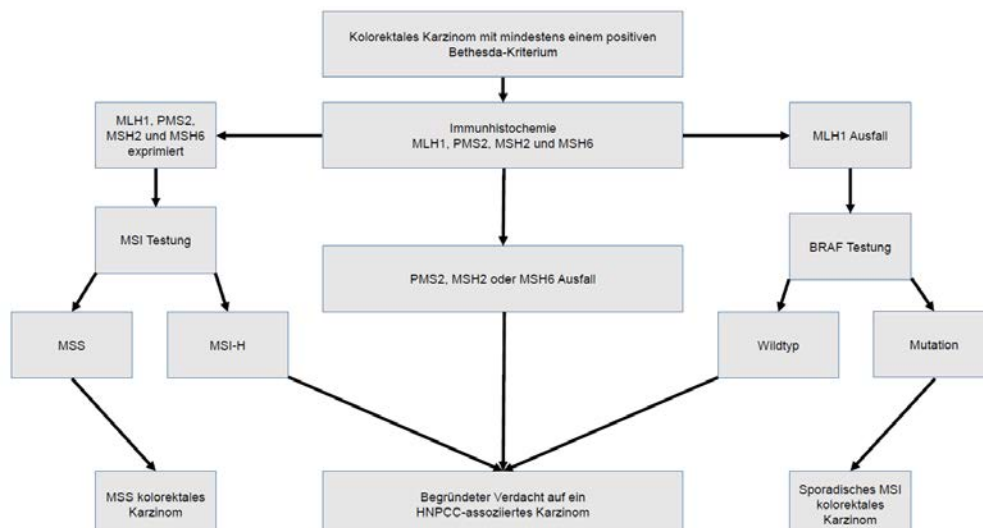 Kolorektales Karzinom mit mindestens einem positiven
Bethesda-Kriterium
MLH1, PMS2,
MSH2 und MSH6
exprimiert
Immunhistochemie
MLH1, PMS2, MSH2 und MSH6
MLH1 Ausfall
MSI Testung
PMS2, MSH2 oder MSH6 Ausfall
BRAF Testung
MSS
MSI-H
Wildtyp
Mutation
MSS kolorektales
Karzinom
Begründeter Verdacht auf ein
HNPCC-assoziiertes Karzinom
Sporadisches MSI
kolorektales
Karzinom